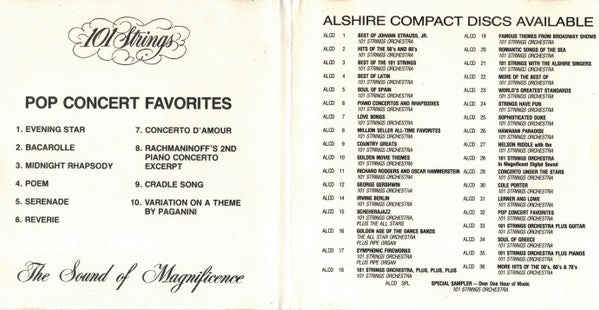 101 Strings
POP CONCERT FAVORITES
1. EVENING STAR
2. BACAROLLE
3. MIDNIGHT RHAPSODY
4. POEM
5. SERENADE
6. REVERIE
7. CONCERTO D'AMOUR
8. RACHMANINOFF'S 2ND
PIANO CONCERTO
EXCERPT
9. CRADLE SONG
10. VARIATION ON A THEME
BY PAGANINI
The Sound of Magnificence
ALSHIRE COMPACT DISCS AVAILABLE
ALCD 1 BEST OF JOHANN STRAUSS, JR.
101 STRINGS ORCHESTRA
ALCD 2 HITS OF THE 50's AND 60's
101 STRINGS ORCHESTRA
ALCD 3 BEST OF THE 101 STRINGS
101 STRINGS ORCHESTRA
ALCD 4 BEST OF LATIN
101 STRINGS ORCHESTRA
ALCD 5 SOUL OF SPAIN
101 STRINGS ORCHESTRA
ALCD 6 PIANO CONCERTOS AND RHAPSODIES
101 STRINGS ORCHESTRA
ALCD 7 LOVE SONGS
101 STRINGS ORCHESTRA
ALCD 8 MILLION SELLER ALL-TIME FAVORITES
101 STRINGS ORCHESTRA
ALCD 9 COUNTRY GREATS
101 STRINGS ORCHESTRA
ALCD 10 GOLDEN MOVIE THEMES
101 STRINGS ORCHESTRA
ALCD 11 RICHARD RODGERS AND OSCAR HAMMERSTEIN
101 STRINGS ORCHESTRA
ALCD 12 GEORGE GERSHWIN
101 STRINGS ORCHESTRA
ALCD 14 IRVING BERLIN
101 STRINGS ORCHESTRA
ALCD 15 SCHEHERAJAZZ
101 STRINGS ORCHESTRA,
PLUS THE ALL STARS
ALCD 16 GOLDEN AGE OF THE DANCE BANDS
THE ALL STAR ORCHESTRA
PLUS PIPE ORGAN
ALCD 17 SYMPHONIC FIREWORKS
101 STRINGS ORCHESTRA,
PLUS PIPE ORGAN
ALCD 18 101 STRINGS ORCHESTRA, PLUS, PLUS, PLUS
101 STRINGS ORCHESTRA
ALCD 19 FAMOUS THEMES FROM BROADWAY SHOWS
101 STRINGS ORCHESTRA
ALCD 20 ROMANTIC SONGS OF THE SEA
101 STRINGS ORCHESTRA
ALCD 21 101 STRINGS WITH THE ALSHIRE SINGERS
101 STRINGS ORCHESTRA
ALCD 22 MORE OF THE BEST OF
101 STRINGS ORCHESTRA
ALCD 23 WORLD'S GREATEST STANDARDS
101 STRINGS ORCHESTRA
ALCD 24 STRINGS HAVE FUN
101 STRINGS ORCHESTRA
ALCD 25 SOPHISTICATED DUKE
101 STRINGS ORCHESTRA
ALCD 26 HAWAIIAN PARADISE
101 STRINGS ORCHESTRA
ALCD 27 NELSON RIDDLE with the
101 STRINGS ORCHESTRA
ALCD 28 101 STRINGS ORCHESTRA
In Magnificent Digital Sound
ALCD 29 CONCERTO UNDER THE STARS
101 STRINGS ORCHESTRA
ALCD 30 COLE PORTER
101 STRINGS ORCHESTRA
ALCD 31 LERNER AND LOWE
101 STRINGS ORCHESTRA
ALCD 32 POP CONCERT FAVORITES
101 STRINGS ORCHESTRA
ALCD 33 101 STRINGS ORCHESTRA PLUS GUITAR
101 STRINGS ORCHESTRA
ALCD 34 SOUL OF GREECE
101 STRINGS ORCHESTRA
ALCD 35 101 STRINGS ORCHESTRA PLUS PIANOS
101 STRINGS ORCHESTRA
ALCD 36 MORE HITS OF THE 50's, 60's & 70's
101 STRINGS ORCHESTRA
ALCD SPL SPECIAL SAMPLER - Over One Hour of Music
101 STRINGS ORCHESTRA